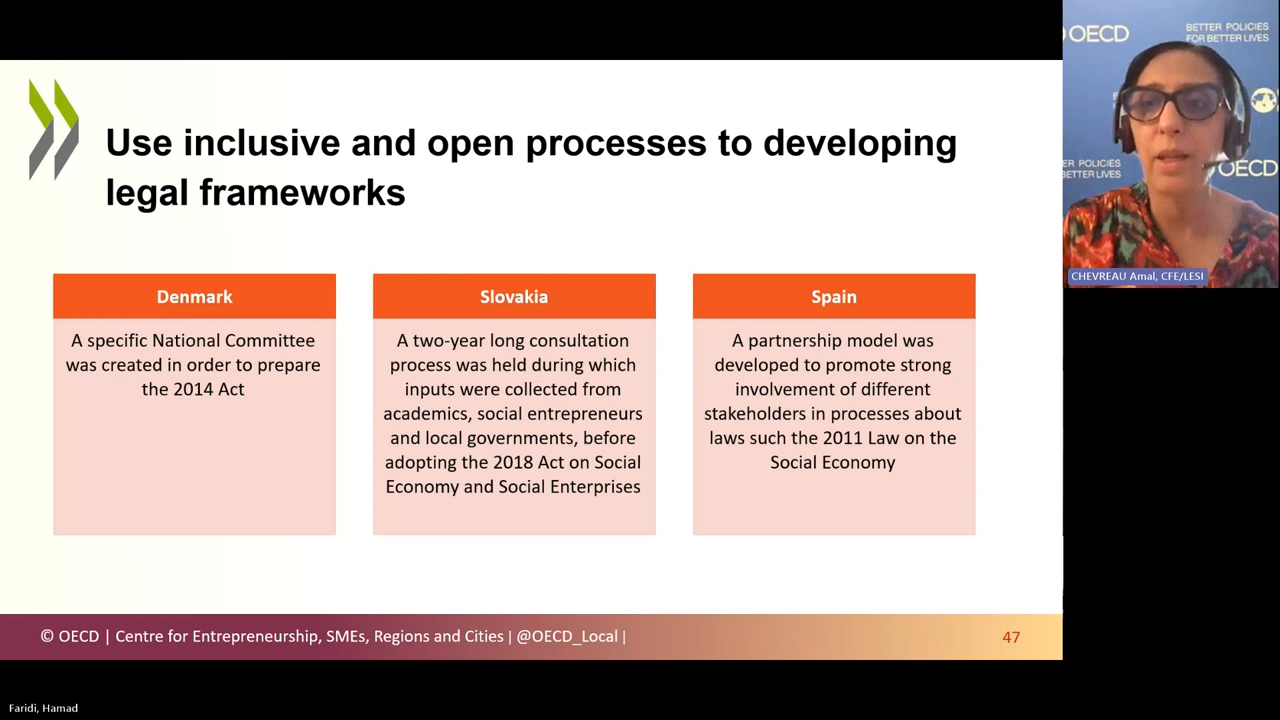 Use inclusive and open processes to developing
legal frameworks
Denmark
A specific National Committee
was created in order to prepare
the 2014 Act
Slovakia
A two-year long consultation
process was held during which
inputs were collected from
academics, social entrepreneurs
and local governments, before
adopting the 2018 Act on Social
Economy and Social Enterprises
Spain
A partnership model was
developed to promote strong
involvement of different
stakeholders in processes about
laws such the 2011 Law on the
Social Economy
© OECD | Centre for Entrepreneurship, SMEs, Regions and Cities | @OECD_Local |
47
OECD
BETTER POLICIES
FOR BETTER LIVES
ER POLICIES
BETTER LIVES
OECD
CHEVREAU Amal, CFE/LESI
Faridi, Hamad